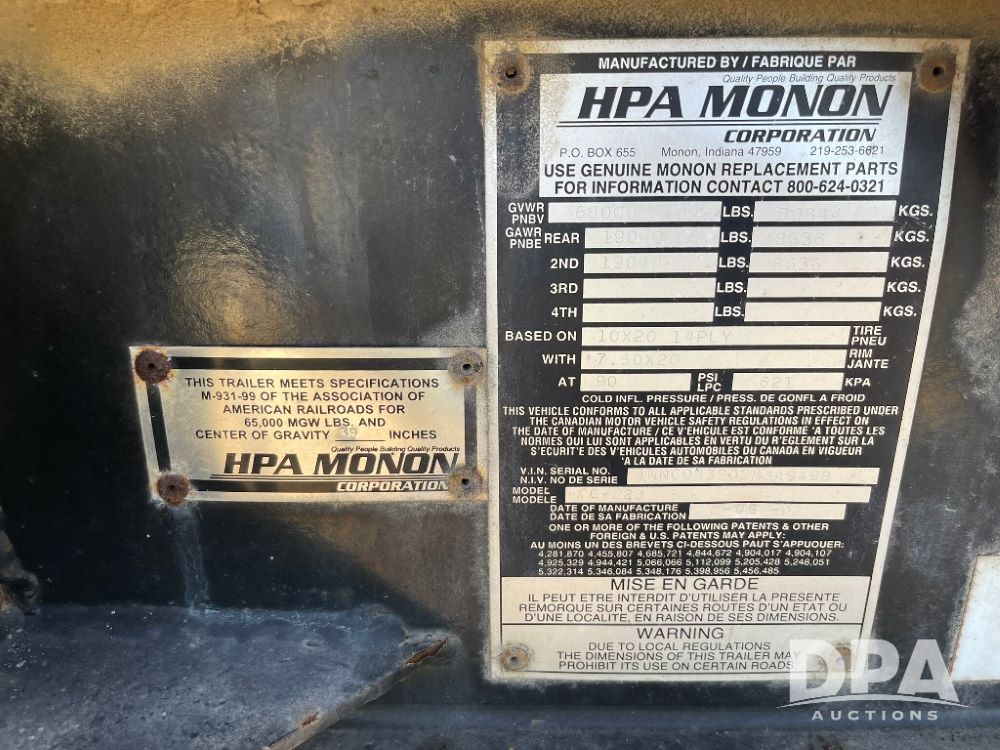 MANUFACTURED BY / FABRIQUE PAR
Quality People Building Quality Products
HPA MONON
CORPORATION
P.O. BOX 655 Monon, Indiana 47959 219-253-6621
USE GENUINE MONON REPLACEMENT PARTS
FOR INFORMATION CONTACT 800-624-0321
GVWR
PNBV 68000 LBS. 30844 KGS.
GAWR
PNBE REAR 19040 LBS. 8636 KGS.
2ND 19040 LBS. 8636 KGS.
3RD LBS. KGS.
4TH LBS. KGS.
BASED ON 10X20 14PLY TIRE
PNEU
WITH 7.50X20 RIM
JANTE
AT 90 PSI
LPC 621 KPA
COLD INFL. PRESSURE / PRESS. DE GONFL A FROID
THIS VEHICLE CONFORMS TO ALL APPLICABLE STANDARDS PRESCRIBED UNDER
THE CANADIAN MOTOR VEHICLE SAFETY REGULATIONS IN EFFECT ON
THE DATE OF MANUFACTURE / CE V'EHICULE EST CONFORME 'A TOUTES LES
NORMES QUI LUI SONT APPLICABLES EN VERTU DU R'EGLEMENT SUR LA
S'ECURIT'E DES V'EHICULES AUTOMOBILES DU CANADA EN VIGUEUR
'A LA DATE DE SA FABRICATION
V.I.N. SERIAL NO.
N.I.V. NO DE SERIE
MODEL
MODÈLE CC-223
DATE OF MANUFACTURE
DATE DE SA FABRICATION
ONE OR MORE OF THE FOLLOWING PATENTS & OTHER
FOREIGN & U.S. PATENTS MAY APPLY:
AU MOINS UN DES BREVETS CI-DESSOUS PAUT S'APPUOUER:
4,281,870 4,455,807 4,685,721 4,844,672 4,904,017 4,904,107
4,925,329 4,944,421 5,066,066 5,112,099 5,205,428 5,248,051
5,322,314 5,346,084 5,348,176 5,398,956 5,456,485
MISE EN GARDE
IL PEUT ETRE INTERDIT D'UTILISER LA PRESENTE
REMORQUE SUR CERTAINES ROUTES D'UN ETAT OU
D'UNE LOCALITE, EN RAISON DE SES DIMENSIONS.
WARNING
DUE TO LOCAL REGULATIONS
THE DIMENSIONS OF THIS TRAILER MAY
PROHIBIT ITS USE ON CERTAIN ROADS
THIS TRAILER MEETS SPECIFICATIONS
M-931-99 OF THE ASSOCIATION OF
AMERICAN RAILROADS FOR
65,000 MGW LBS. AND
CENTER OF GRAVITY 39 INCHES
Quality People Building Quality Products
HPA MONON
CORPORATION
DPA
AUCTIONS